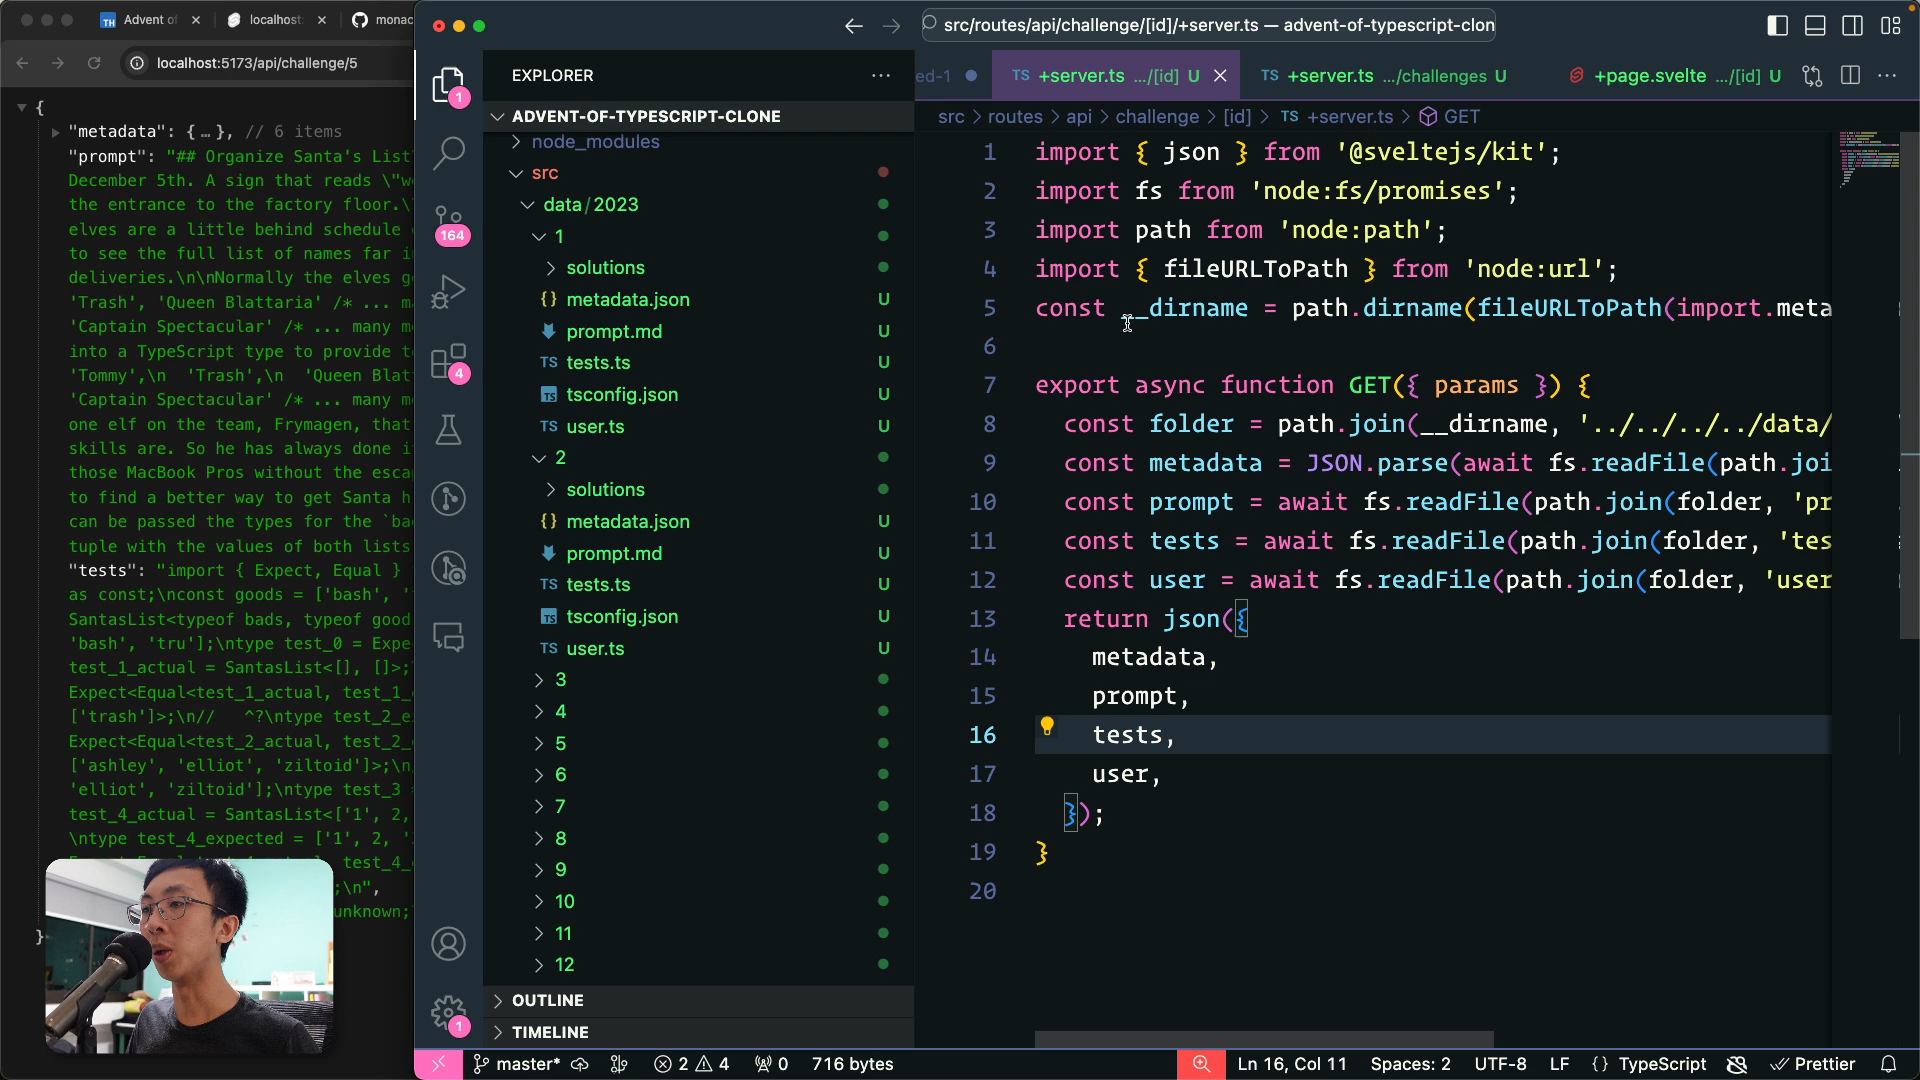 Advent of
localhost:
monac
localhost:5173/api/challenge/5
{
"metadata": {…}, // 6 items
"prompt": "## Organize Santa's List
December 5th. A sign that reads \"w
the entrance to the factory floor.\
elves are a little behind schedule
to see the full list of names far i
deliveries.\n\nNormally the elves g
'Trash', 'Queen Blattaria' /* ... m
'Captain Spectacular' /* ... many m
into a TypeScript type to provide t
'Tommy',\n 'Trash',\n 'Queen Blat
'Captain Spectacular' /* ... many m
one elf on the team, Frymagen, that
skills are. So he has always done i
those MacBook Pros without the esca
to find a better way to get Santa h
can be passed the types for the `ba
tuple with the values of both lists
"tests": "import { Expect, Equal }
as const;\nconst goods = ['bash', '
SantasList<typeof bads, typeof good
'bash', 'tru'];\ntype test_0 = Expe
test_1_actual = SantasList<[], []>;
Expect<Equal<test_1_actual, test_1_
['trash']>;\n// ^?\ntype test_2_e
Expect<Equal<test_2_actual, test_2_
['ashley', 'elliot', 'ziltoid']>;\n
'elliot', 'ziltoid'];\ntype test_3 =
test_4_actual = SantasList<['1', 2,
\ntype test_4_expected = ['1', 2, '
test_4_
;\n",
unknown;
}
src/routes/api/challenge/[id]/+server.ts — advent-of-typescript-clon
EXPLORER
ADVENT-OF-TYPESCRIPT-CLONE
node_modules
src
data/2023
1
solutions
metadata.json U
prompt.md U
TS tests.ts U
tsconfig.json U
TS user.ts U
2
solutions
metadata.json U
prompt.md U
TS tests.ts U
tsconfig.json U
TS user.ts U
3
4
5
6
7
8
9
10
11
12
OUTLINE
TIMELINE
1
164
4
1
ed-1
TS +server.ts .../[id] U
TS +server.ts .../challenges U
+page.svelte .../[id] U
src > routes > api > challenge > [id] > TS +server.ts > GET
1 import { json } from '@sveltejs/kit';
2 import fs from 'node:fs/promises';
3 import path from 'node:path';
4 import { fileURLToPath } from 'node:url';
5 const __dirname = path.dirname(fileURLToPath(import.meta
6
7 export async function GET({ params }) {
8 const folder = path.join(__dirname, '../../../../data/
9 const metadata = JSON.parse(await fs.readFile(path.joi
10 const prompt = await fs.readFile(path.join(folder, 'pr
11 const tests = await fs.readFile(path.join(folder, 'tes
12 const user = await fs.readFile(path.join(folder, 'user
13 return json({
14 metadata,
15 prompt,
16 tests,
17 user,
18 });
19 }
20
master* 2 4 0 716 bytes
Ln 16, Col 11 Spaces: 2 UTF-8 LF {} TypeScript Prettier